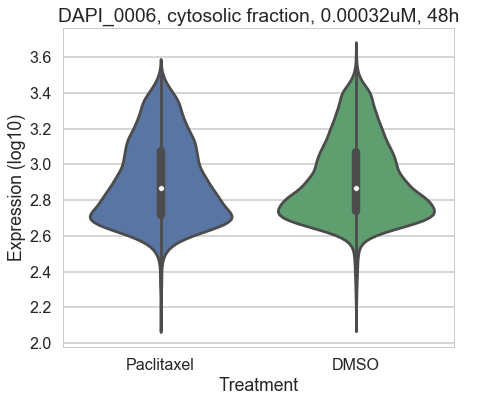 DAPI_0006, cytosolic fraction, 0.00032uM, 48h
Expression (log10)
3.6
3.4
3.2
3.0
2.8
2.6
2.4
2.2
2.0
Paclitaxel DMSO
Treatment